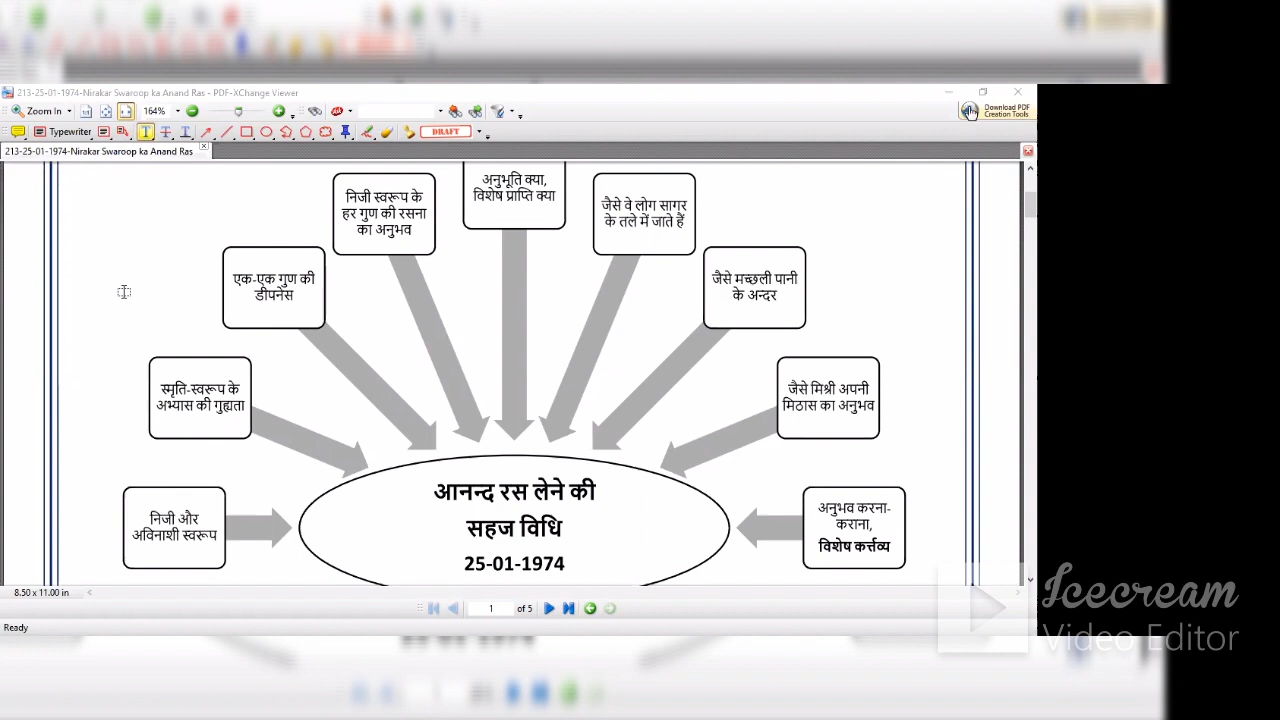 213-25-01-1974-Nirakar Swaroop ka Anand Ras - PDF-XChange Viewer
Zoom In
164%
Download PDF
Creation Tools
Typewriter
DRAFT
213-25-01-1974-Nirakar Swaroop ka Anand Ras
अनुभूति क्या,
विशेष प्राप्ति क्या
निजी स्वरूप के
हर गुण की रसना
का अनुभव
जैसे वे लोग सागर
के तले में जाते हैं
एक-एक गुण की
डीपनेस
जैसे मच्छली पानी
के अन्दर
स्मृति-स्वरूप के
अभ्यास की गुह्यता
जैसे मिश्री अपनी
मिठास का अनुभव
निजी और
अविनाशी स्वरूप
आनन्द रस लेने की
सहज विधि
25-01-1974
अनुभव करना-
कराना,
विशेष कर्त्तव्य
8.50 x 11.00 in
1
of 5
Ready
Icecream
Video Editor